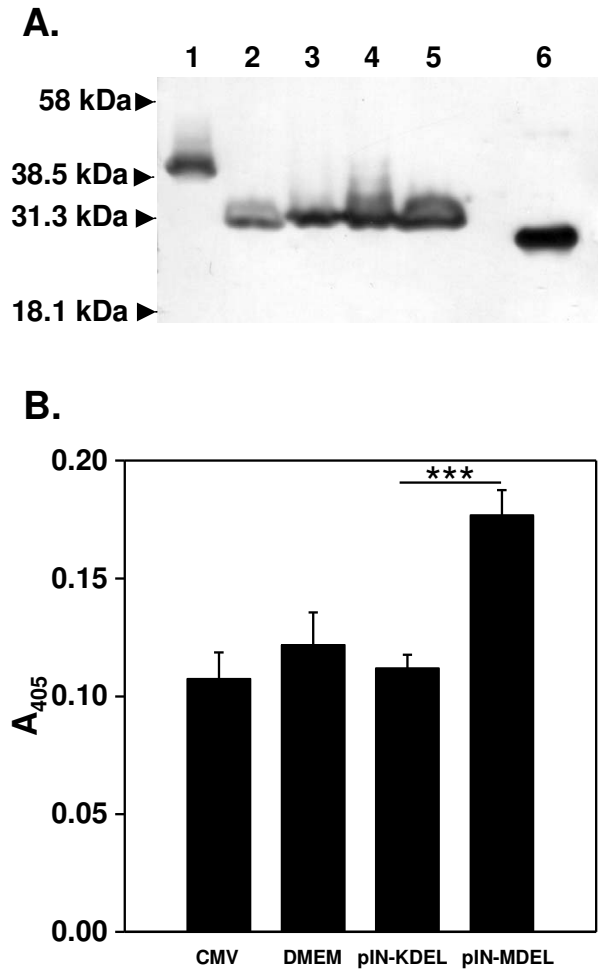 A.
1 2 3 4 5 6
58 kDa
38.5 kDa
31.3 kDa
18.1 kDa
B.
0.20
***
0.15
0.10
0.05
0.00
A405
CMV DMEM pIN-KDEL pIN-MDEL